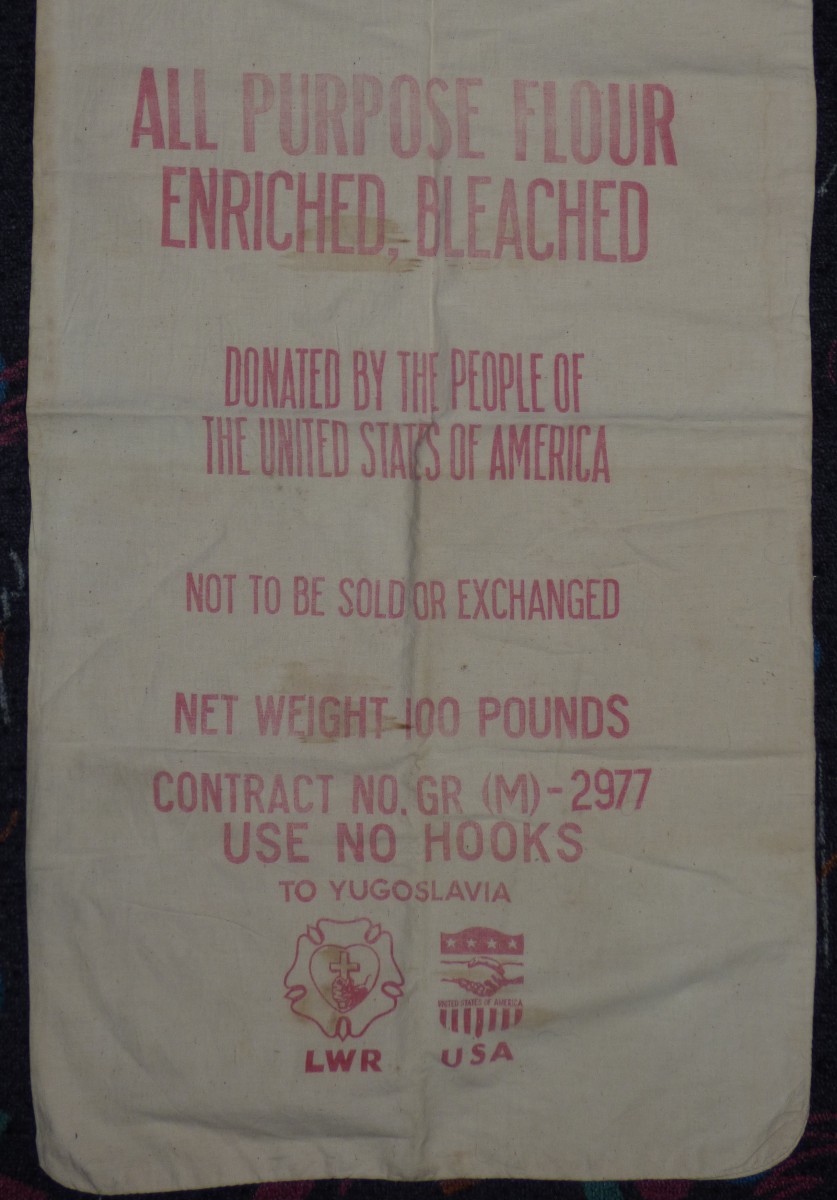 ALL PURPOSE FLOUR
ENRICHED, BLEACHED
DONATED BY THE PEOPLE OF
THE UNITED STATES OF AMERICA
NOT TO BE SOLD OR EXCHANGED
NET WEIGHT 100 POUNDS
CONTRACT NO. GR (M)-2977
USE NO HOOKS
TO YUGOSLAVIA
UNITED STATES OF AMERICA
LWR
USA